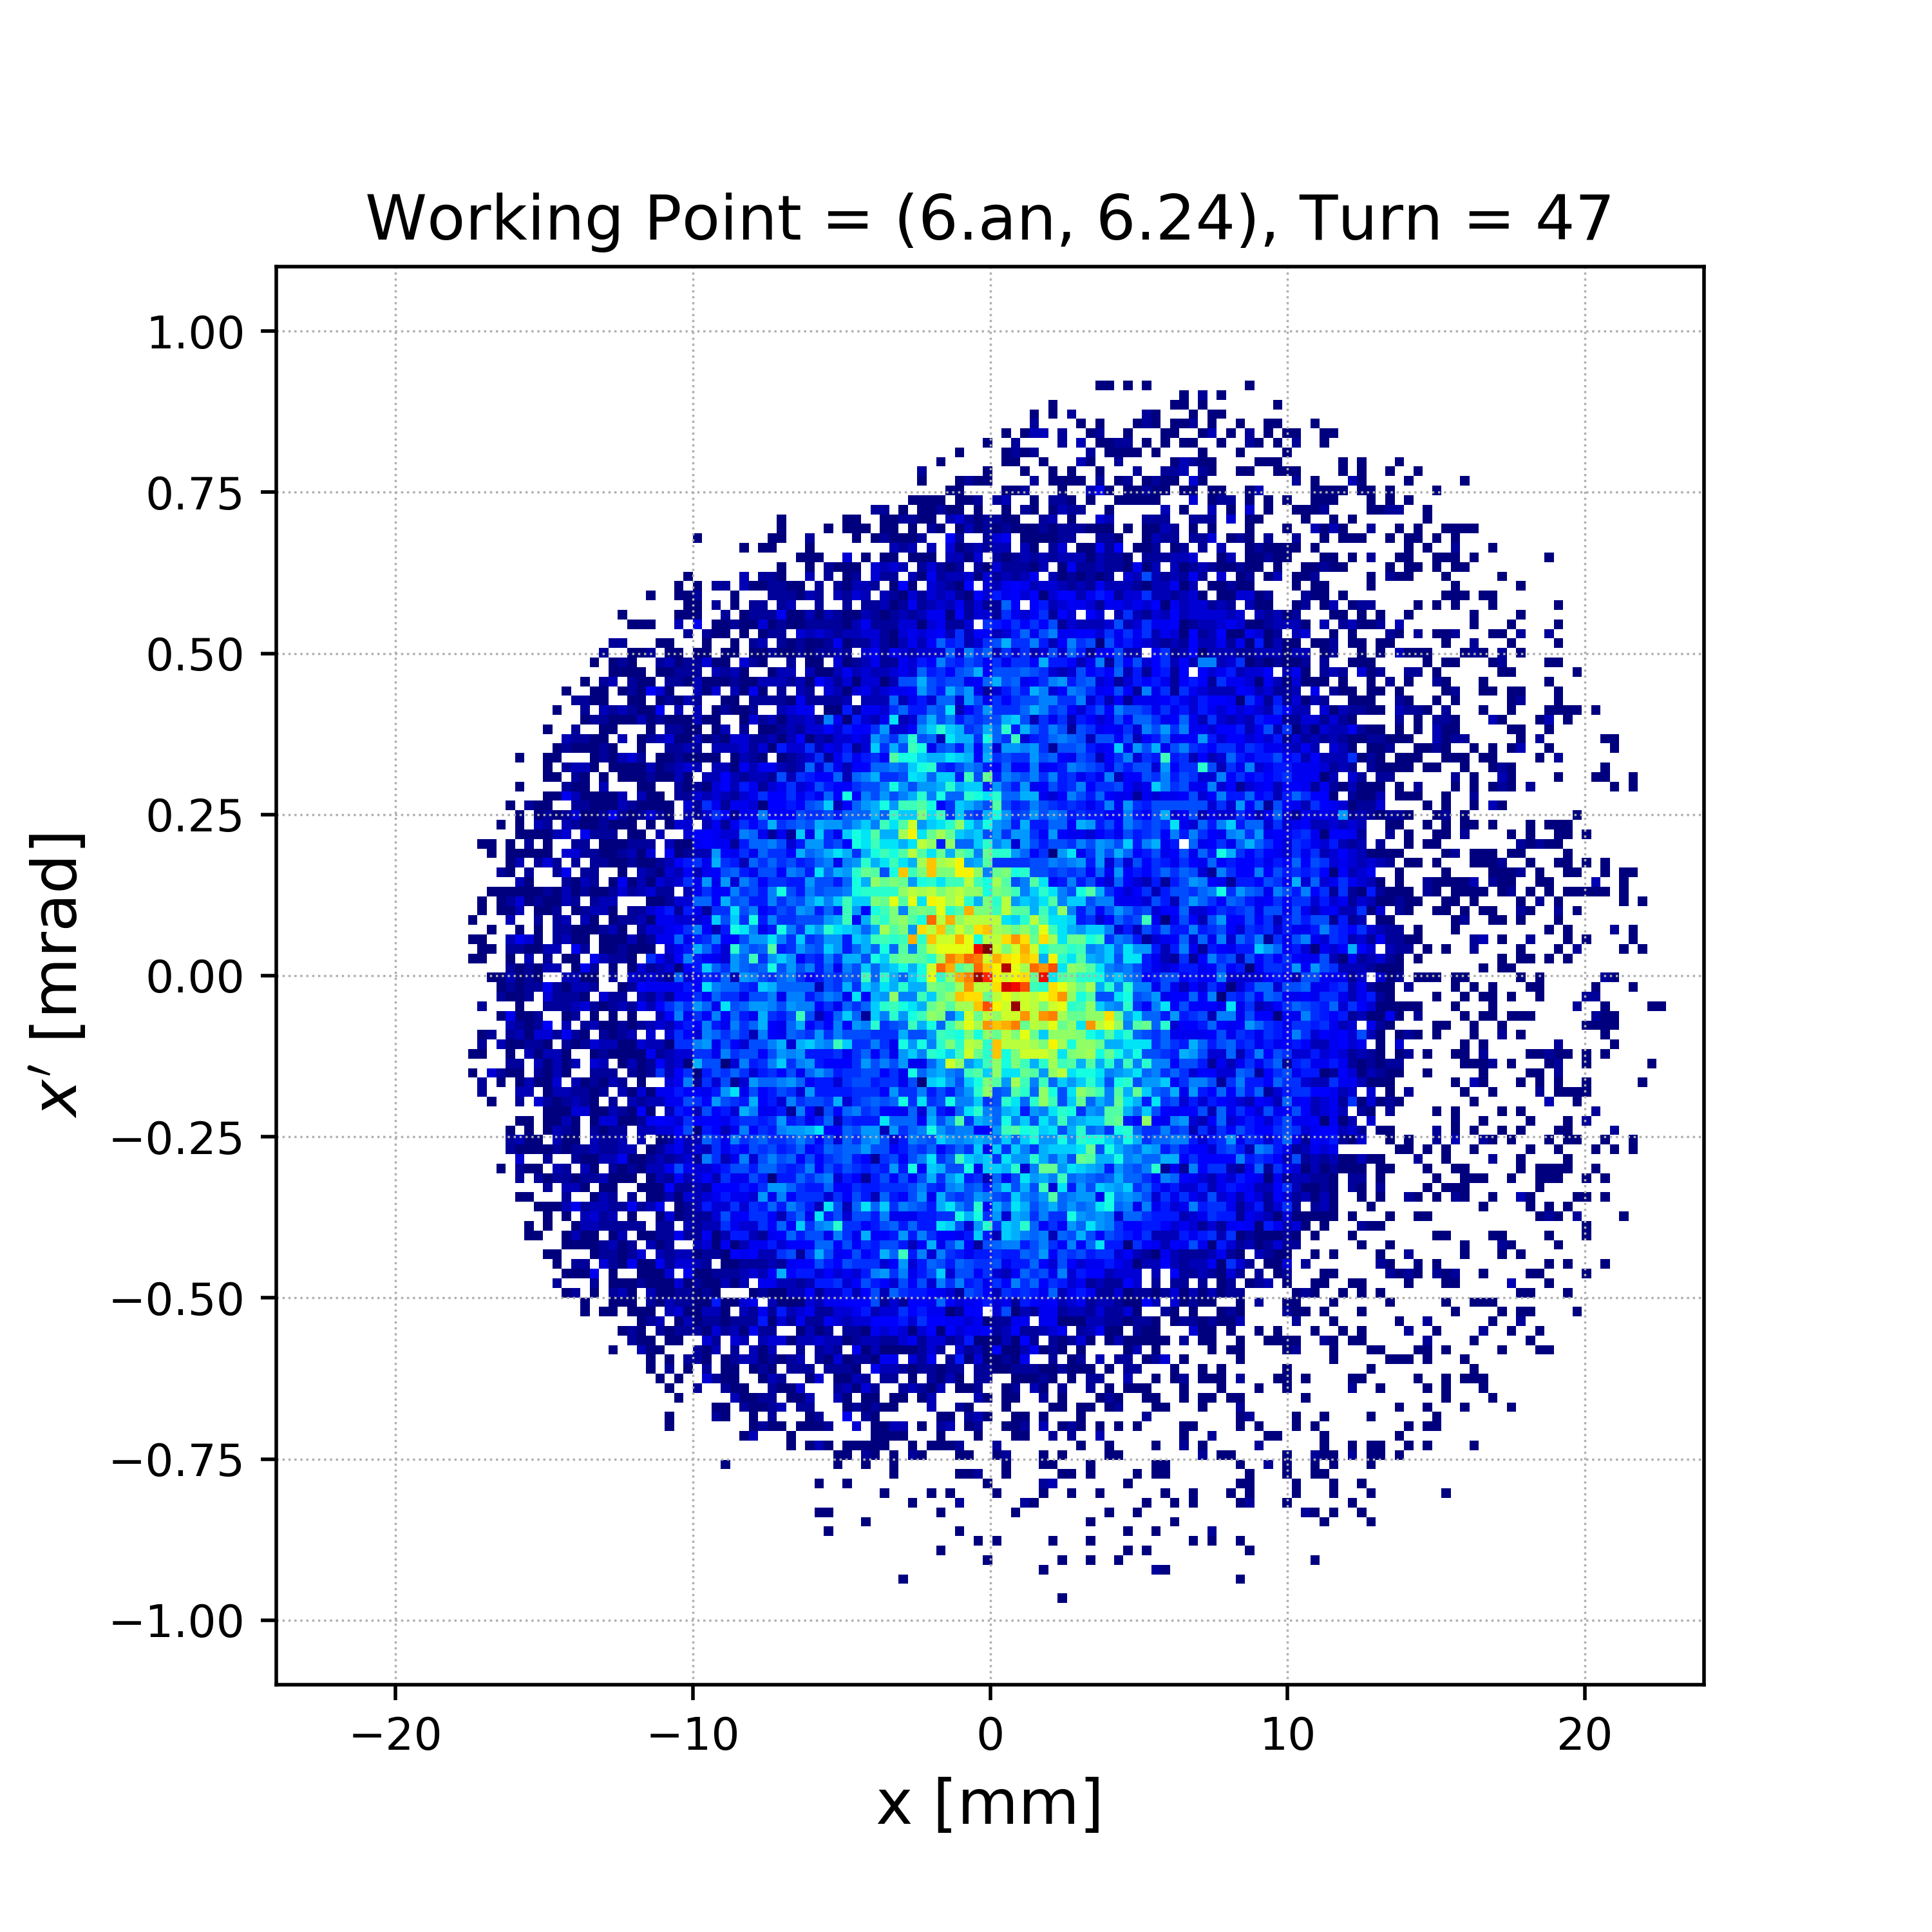 Working Point = (6.an, 6.24), Turn = 47
1.00
0.75
0.50
0.25
0.00
−0.25
−0.50
−0.75
−1.00
x′ [mrad]
−20 −10 0 10 20
x [mm]